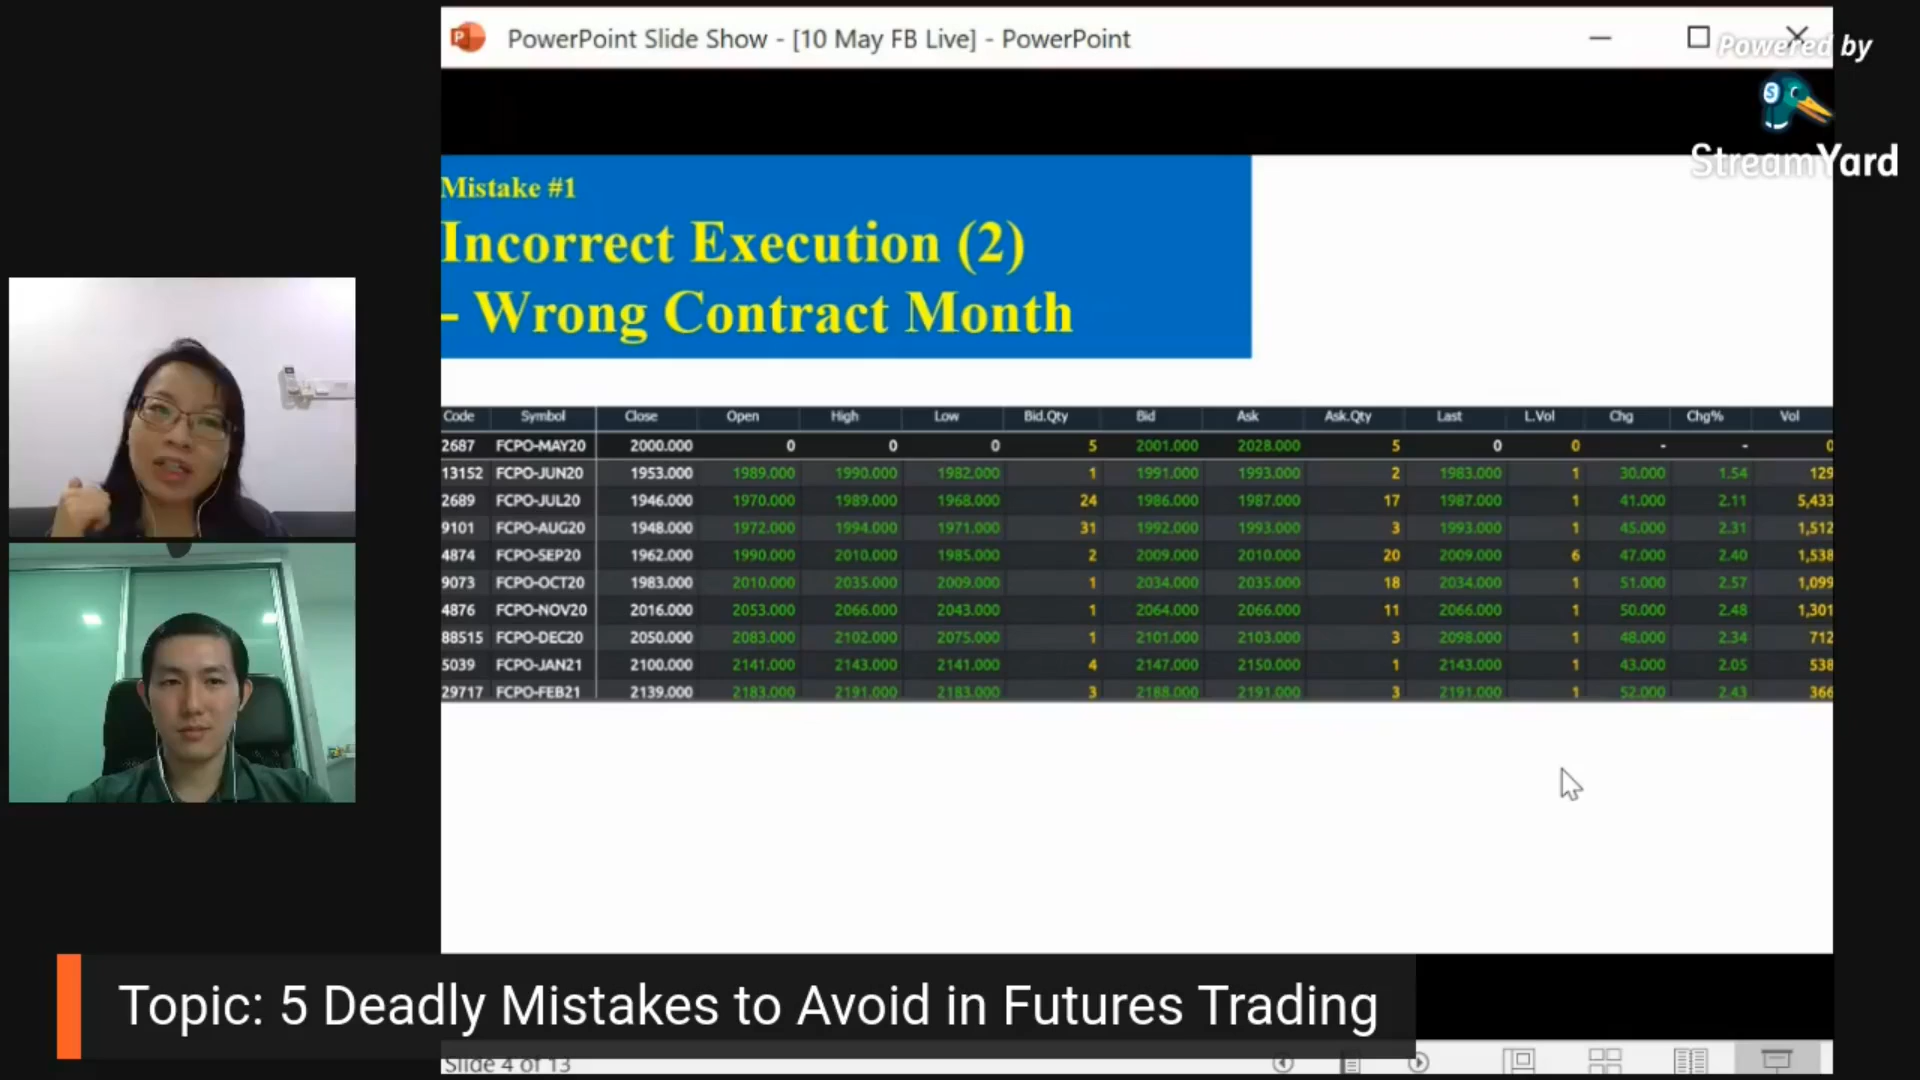 PowerPoint Slide Show - [10 May FB Live] - PowerPoint
Powered by
StreamYard
Mistake #1
Incorrect Execution (2)
- Wrong Contract Month
Code Symbol Close Open High Low Bid.Qty Bid Ask Ask.Qty Last L.Vol Chg Chg% Vol
2687 FCPO-MAY20 2000.000 0 0 0 5 2001.000 2028.000 5 0 0 - - 0
13152 FCPO-JUN20 1953.000 1989.000 1990.000 1982.000 1 1991.000 1993.000 2 1983.000 1 30.000 1.54 129
2689 FCPO-JUL20 1946.000 1970.000 1989.000 1968.000 24 1986.000 1987.000 17 1987.000 1 41.000 2.11 5,433
9101 FCPO-AUG20 1948.000 1972.000 1994.000 1971.000 31 1992.000 1993.000 3 1993.000 1 45.000 2.31 1,512
4874 FCPO-SEP20 1962.000 1990.000 2010.000 1985.000 2 2009.000 2010.000 20 2009.000 6 47.000 2.40 1,538
9073 FCPO-OCT20 1983.000 2010.000 2035.000 2009.000 1 2034.000 2035.000 18 2034.000 1 51.000 2.57 1,099
4876 FCPO-NOV20 2016.000 2053.000 2066.000 2043.000 1 2064.000 2066.000 11 2066.000 1 50.000 2.48 1,301
88515 FCPO-DEC20 2050.000 2083.000 2102.000 2075.000 1 2101.000 2103.000 3 2098.000 1 48.000 2.34 712
5039 FCPO-JAN21 2100.000 2141.000 2143.000 2141.000 4 2147.000 2150.000 1 2143.000 1 43.000 2.05 538
29717 FCPO-FEB21 2139.000 2183.000 2191.000 2183.000 3 2188.000 2191.000 3 2191.000 1 52.000 2.43 366
Topic: 5 Deadly Mistakes to Avoid in Futures Trading
Slide 4 of 13